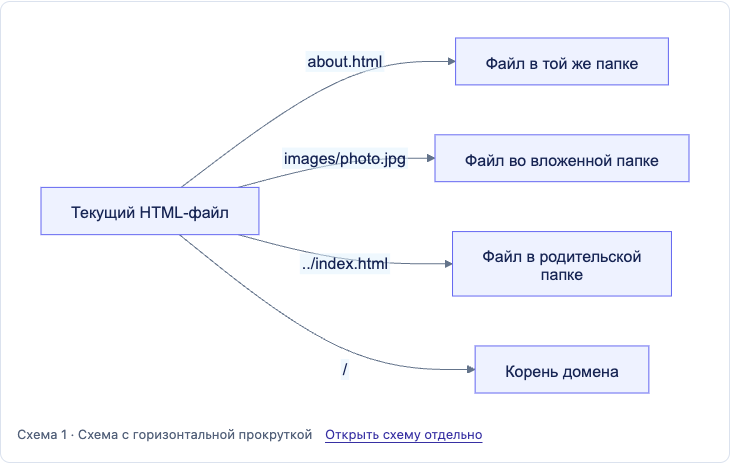 about.html
Файл в той же папке
images/photo.jpg
Файл во вложенной папке
Текущий HTML-файл
../index.html
Файл в родительской
папке
/
Корень домена
Схема 1 · Схема с горизонтальной прокруткой Открыть схему отдельно